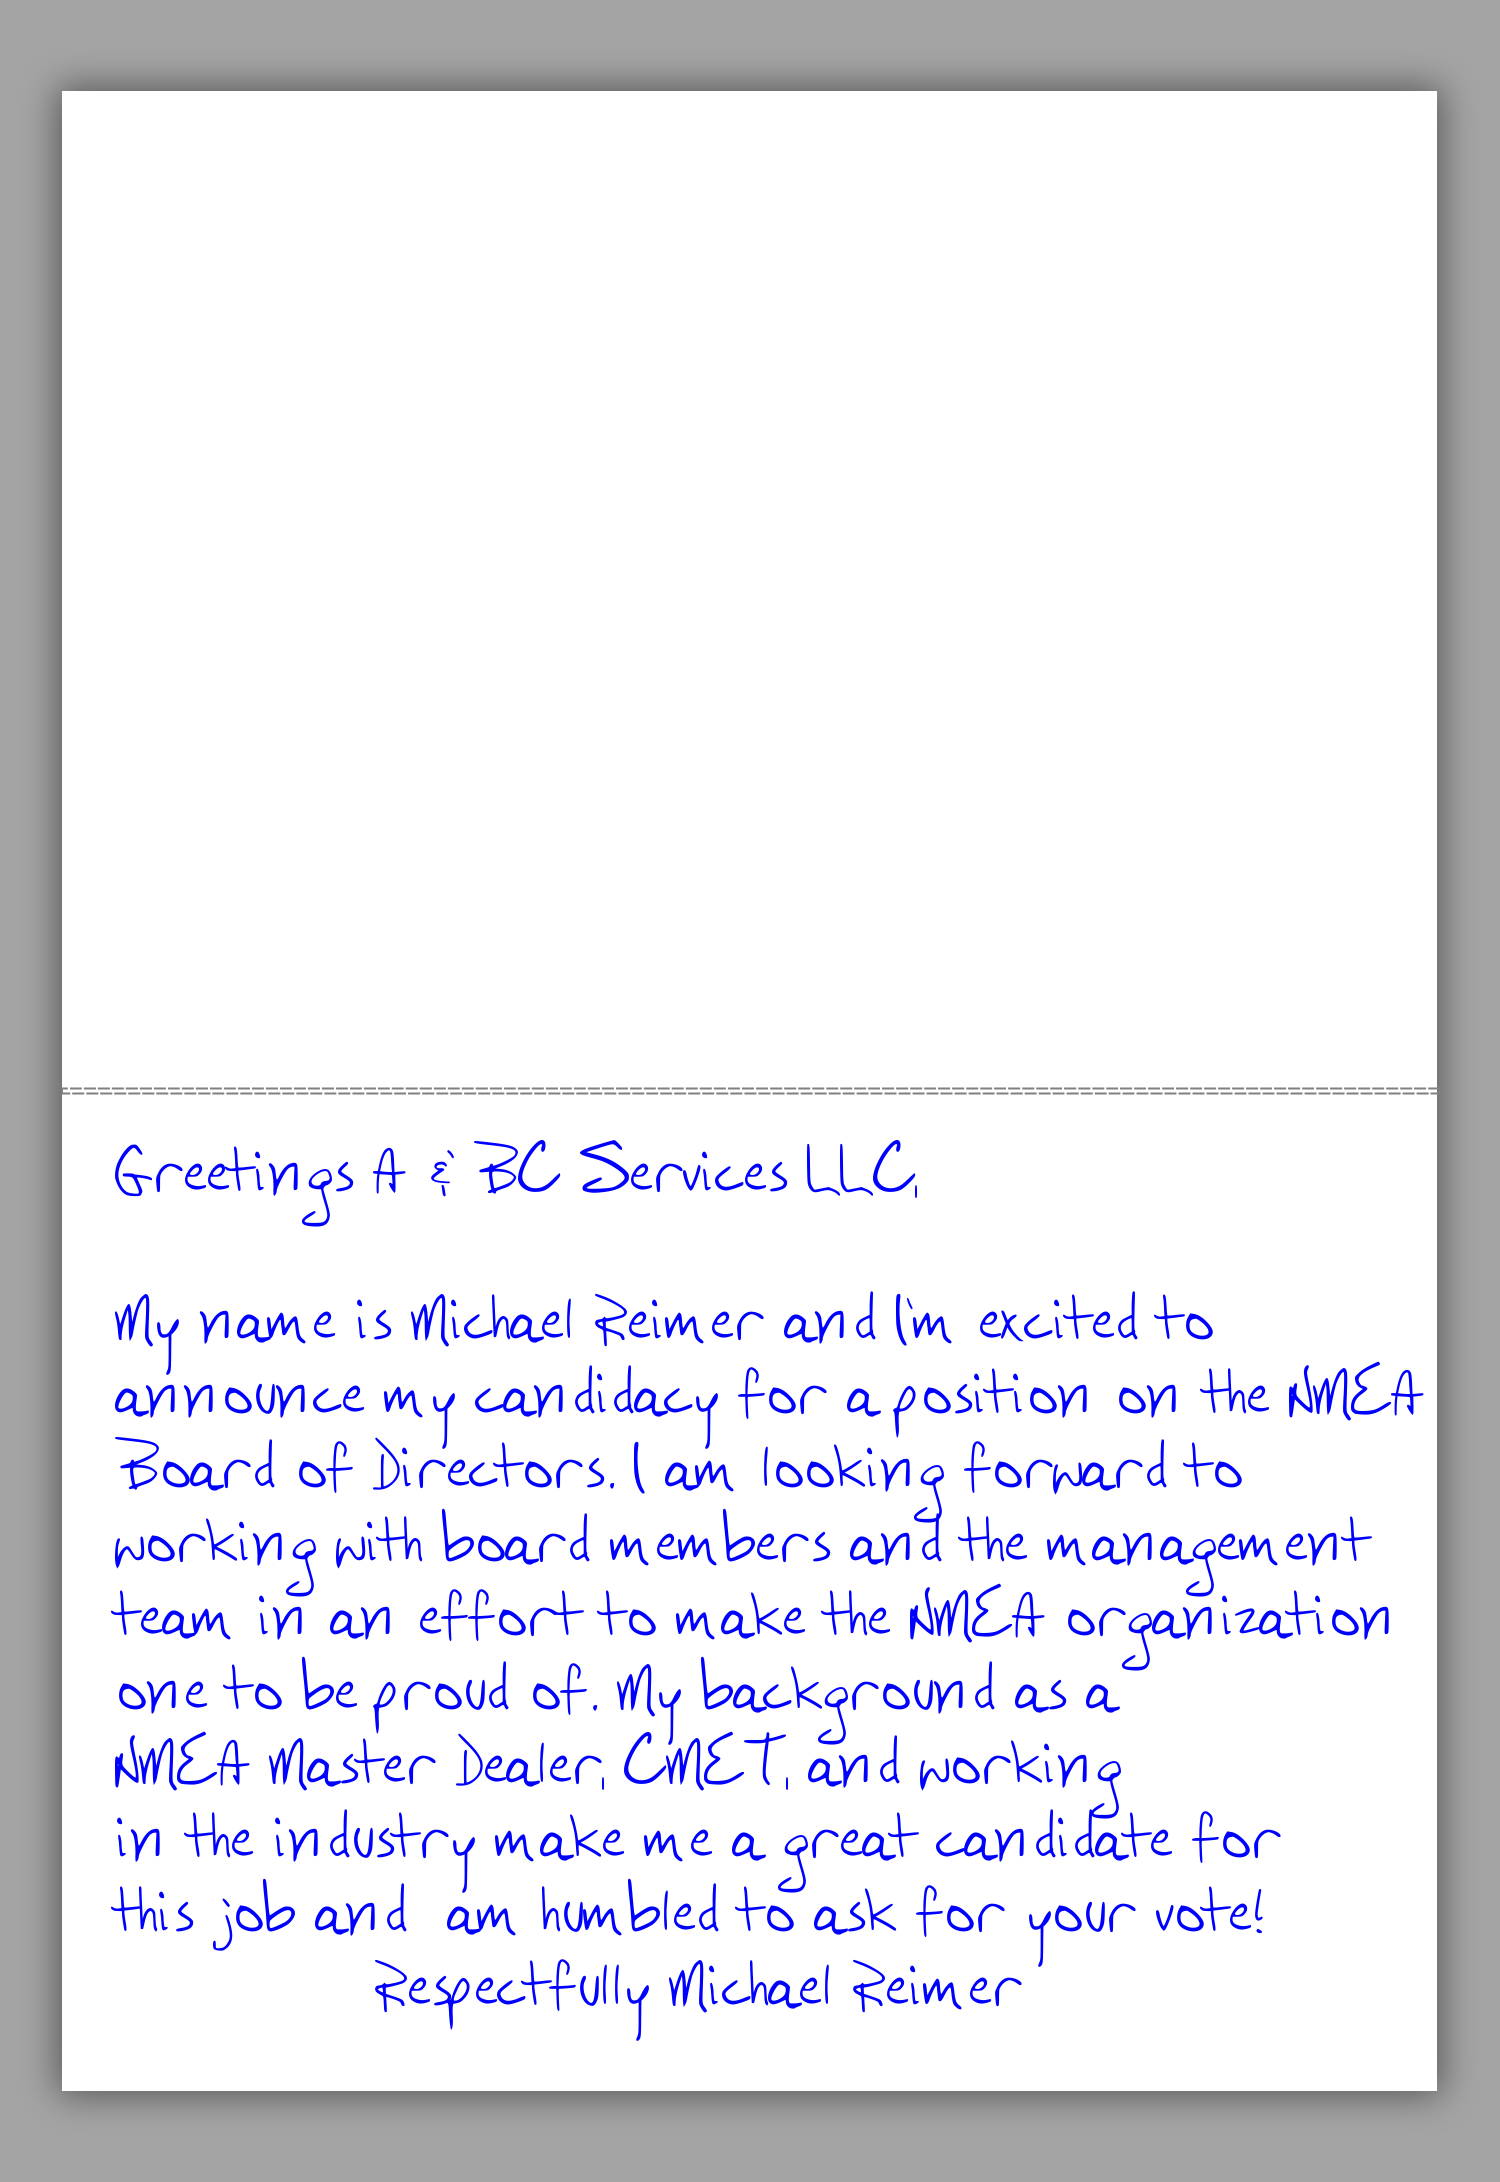 Greetings A & BC Services LLC,
My name is Michael Reimer and I'm excited to
announce my candidacy for a position on the NMEA
Board of Directors. I am looking forward to
working with board members and the management
team in an effort to make the NMEA organization
one to be proud of. My background as a
NMEA Master Dealer, CMET, and working
in the industry make me a great candidate for
this job and am humbled to ask for your vote!
Respectfully Michael Reimer